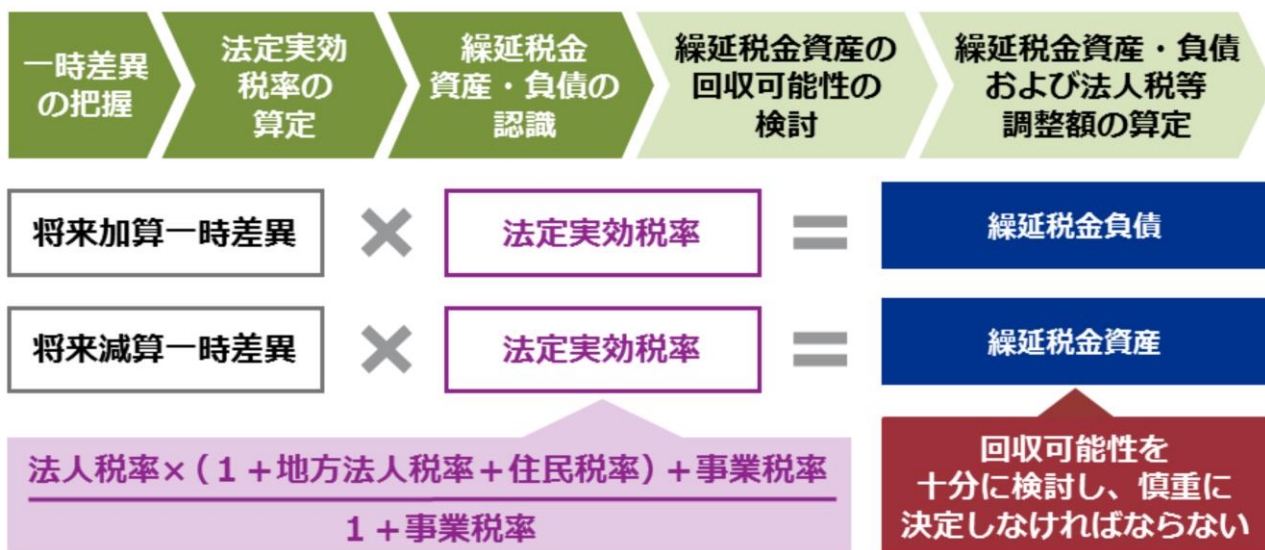 一時差異
の把握
法定実効
税率の
算定
繰延税金
資産・負債の
認識
繰延税金資産の
回収可能性の
検討
繰延税金資産・負債
および法人税等
調整額の算定
将来加算一時差異
×
法定実効税率
=
繰延税金負債
将来減算一時差異
×
法定実効税率
=
繰延税金資産
法人税率×(1+地方法人税率+住民税率)+事業税率
1+事業税率
回収可能性を
十分に検討し、慎重に
決定しなければならない